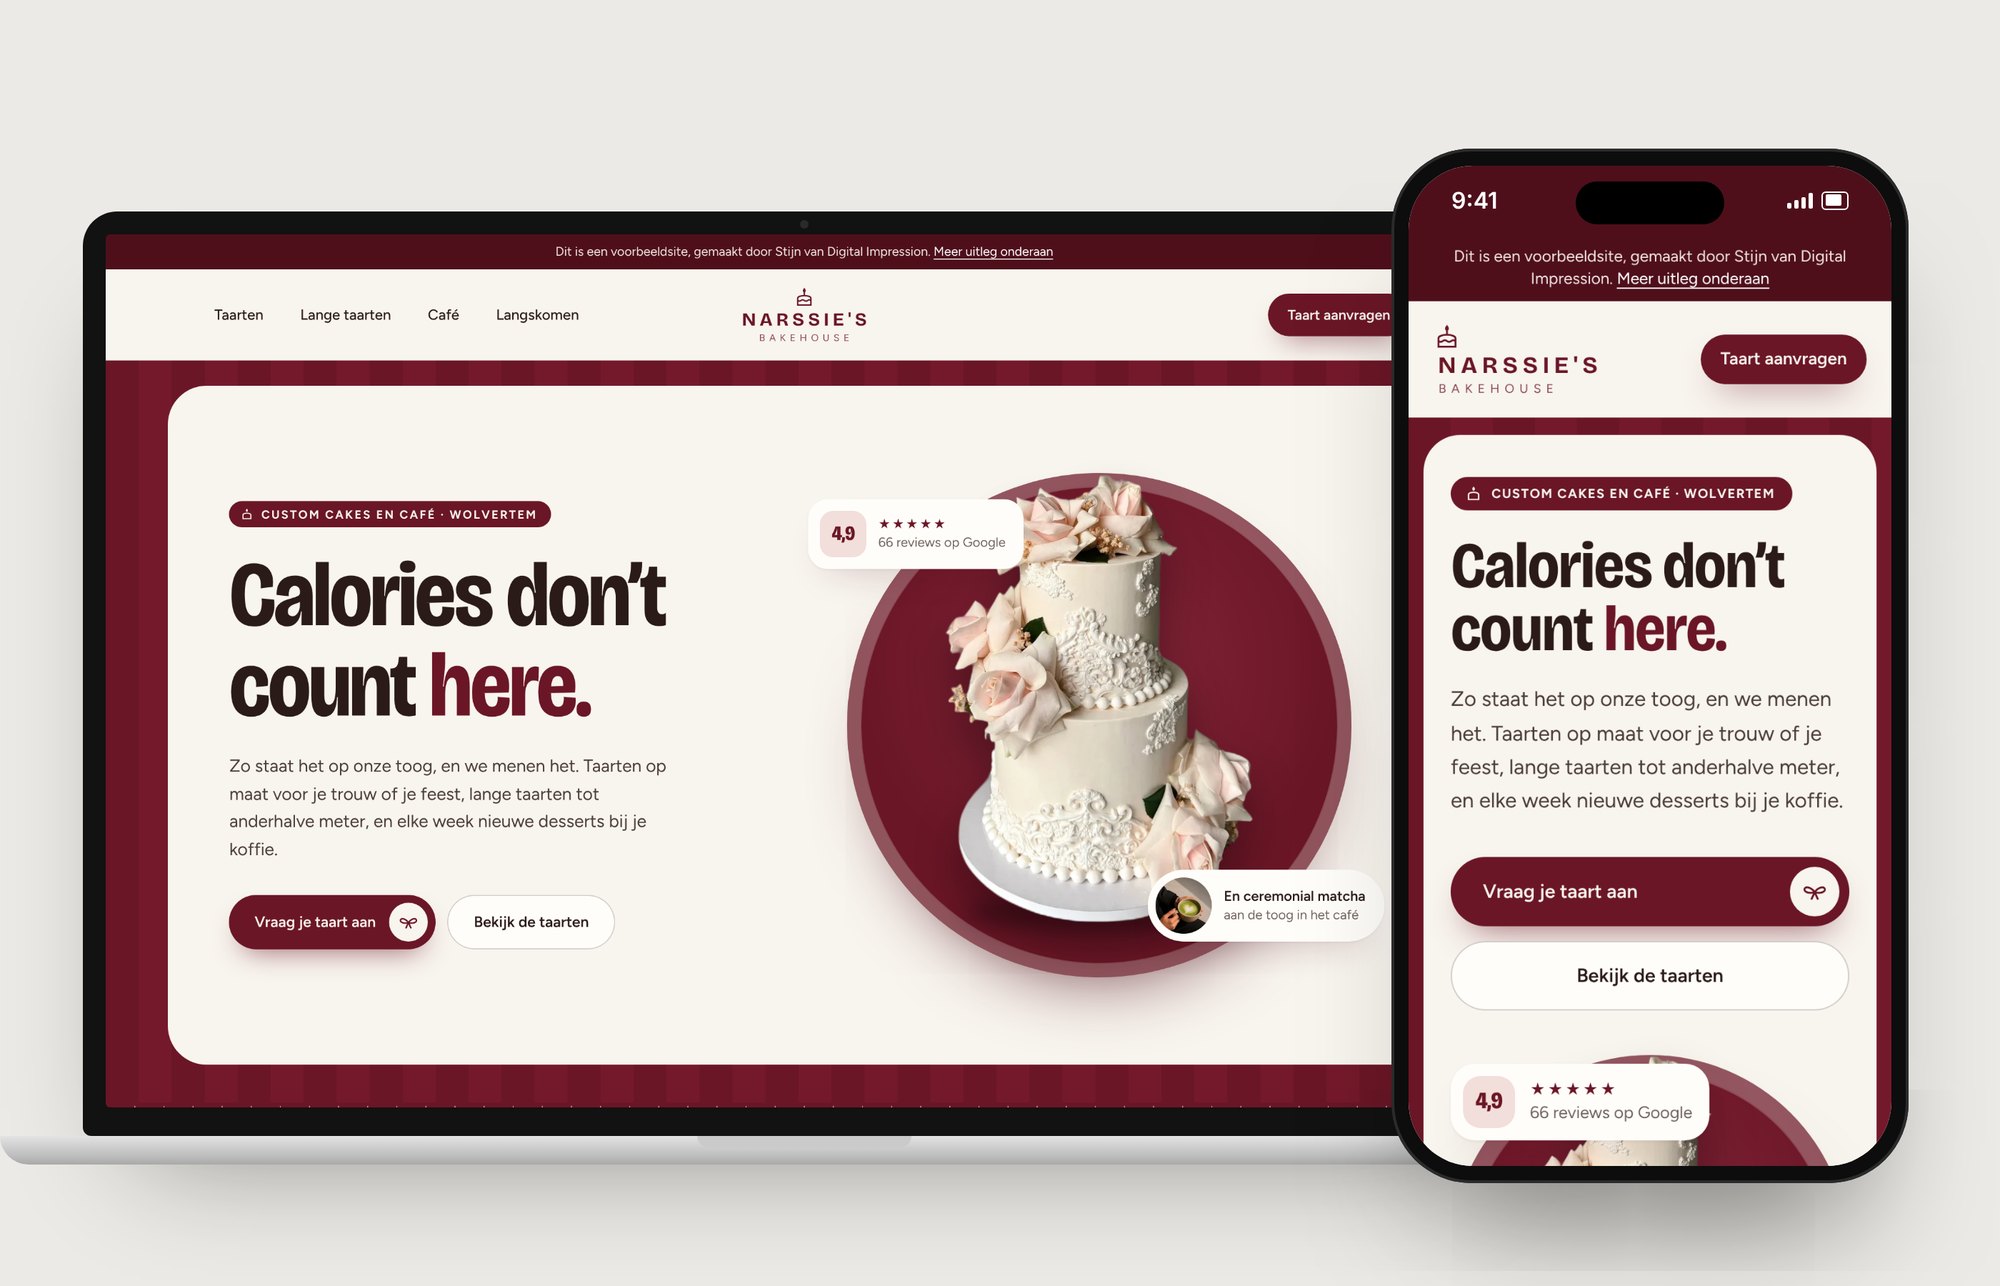 Dit is een voorbeeldsite, gemaakt door Stijn van Digital Impression. Meer uitleg onderaan
Taarten
Lange taarten
Café
Langskomen
NARSSIE'S
BAKEHOUSE
Taart aanvragen
CUSTOM CAKES EN CAFÉ · WOLVERTEM
Calories don't
count here.
Zo staat het op onze toog, en we menen het. Taarten op
maat voor je trouw of je feest, lange taarten tot
anderhalve meter, en elke week nieuwe desserts bij je
koffie.
Vraag je taart aan
Bekijk de taarten
4,9
★★★★★
66 reviews op Google
En ceremonial matcha
aan de toog in het café
9:41
Dit is een voorbeeldsite, gemaakt door Stijn van Digital
Impression. Meer uitleg onderaan
NARSSIE'S
BAKEHOUSE
Taart aanvragen
CUSTOM CAKES EN CAFÉ · WOLVERTEM
Calories don't
count here.
Zo staat het op onze toog, en we menen
het. Taarten op maat voor je trouw of je
feest, lange taarten tot anderhalve meter,
en elke week nieuwe desserts bij je koffie.
Vraag je taart aan
Bekijk de taarten
4,9
★★★★★
66 reviews op Google